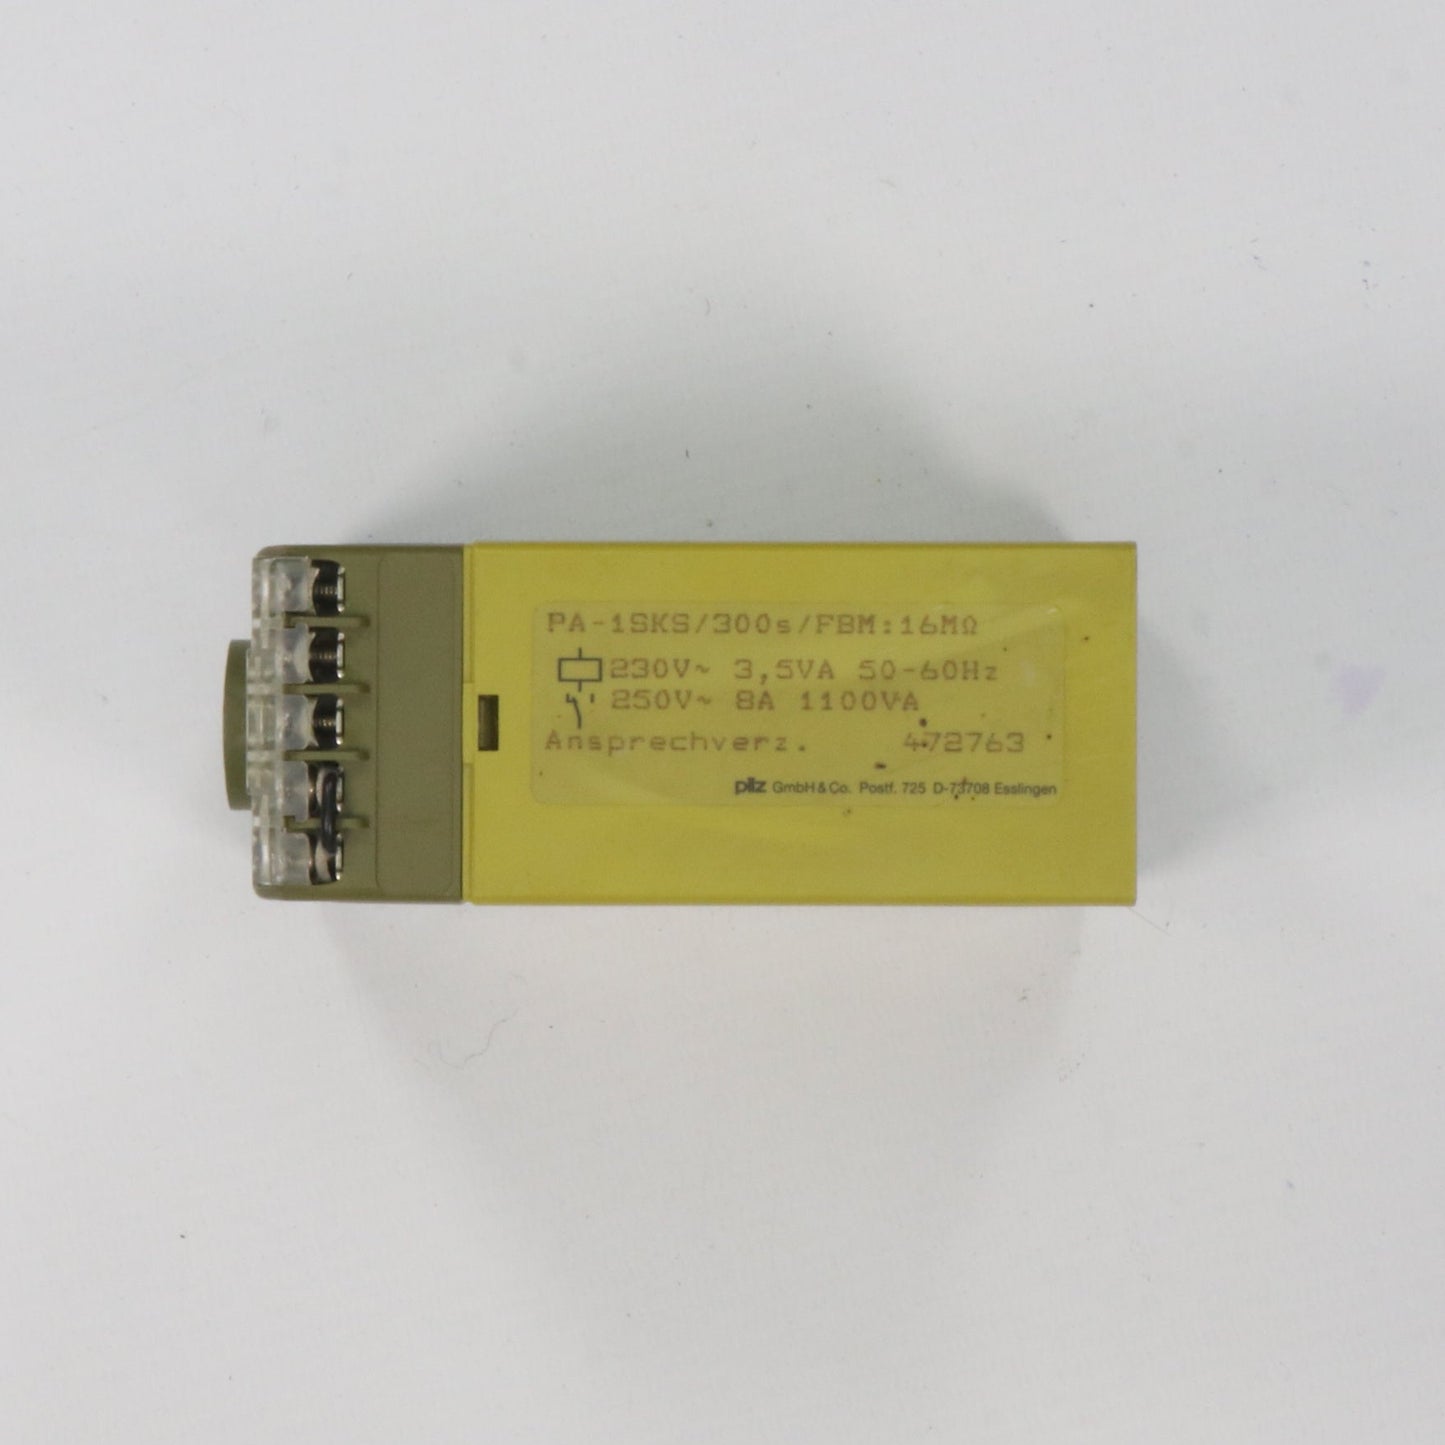 PA-1SKS/300s/FBM:16MΩ
230V~ 3,5VA 50-60Hz
250V~ 8A 1100VA
Ansprechverz. 472763
pilz GmbH & Co. Postf. 725 D-73708 Esslingen